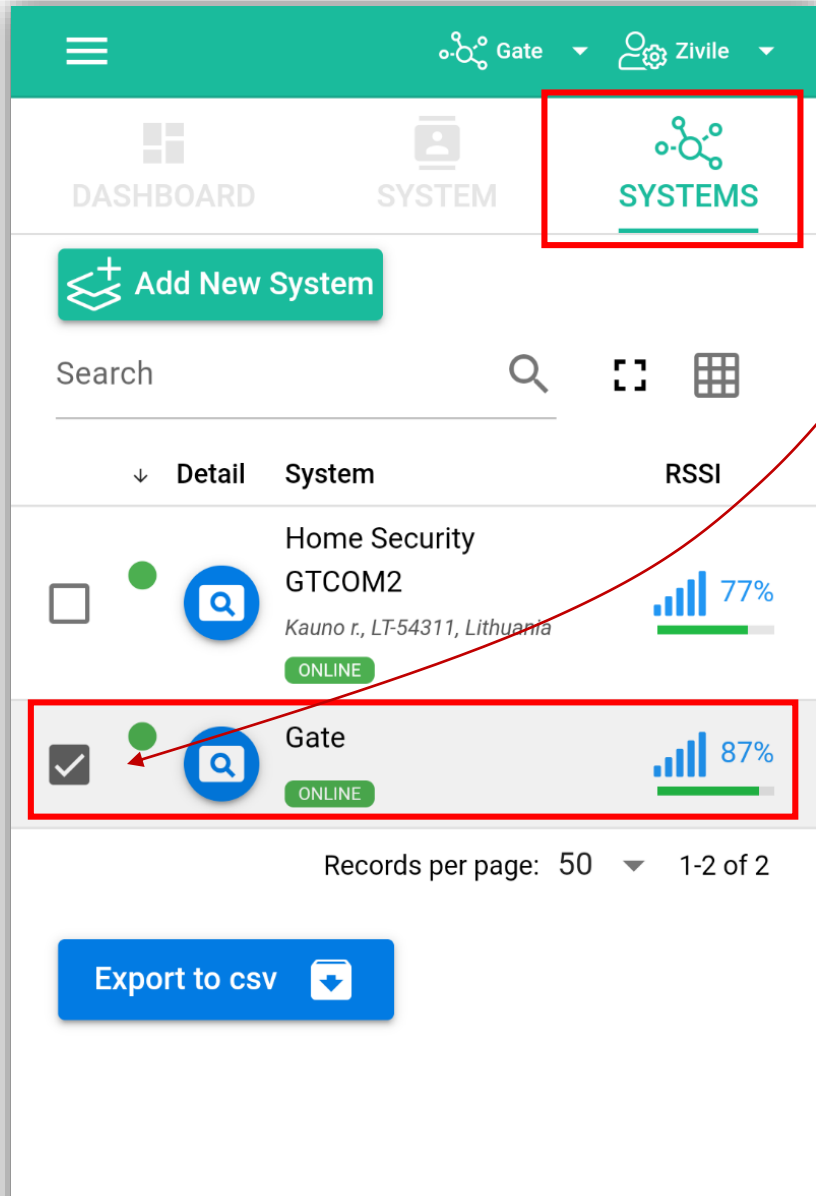 Gate Zivile
DASHBOARD SYSTEM SYSTEMS
Add New System
Search
Detail System RSSI
Home Security
GTCOM2
77%
Kauno r., LT-54311, Lithuania
ONLINE
Gate
87%
ONLINE
Records per page: 50 1-2 of 2
Export to csv